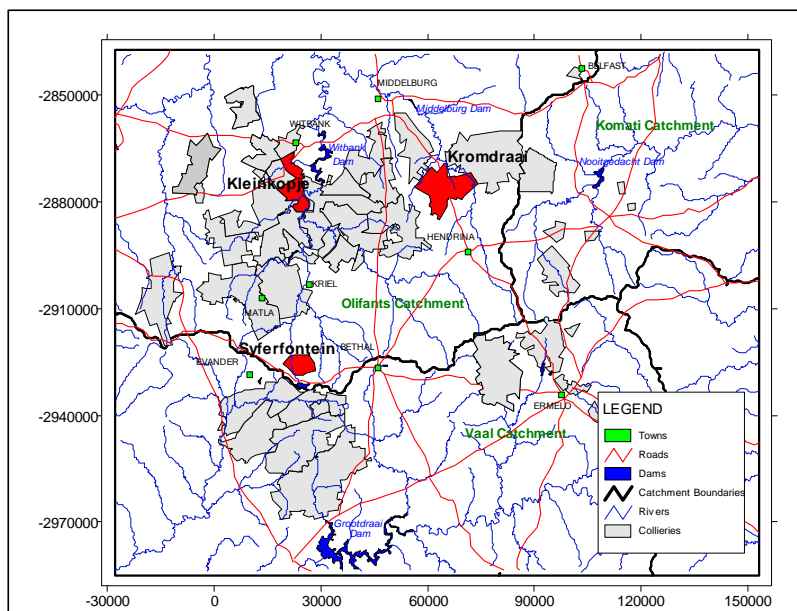 -2850000
-2880000
-2910000
-2940000
-2970000
BELFAST
MIDDELBURG
Middelburg Dam
Komati Catchment
WITBANK
Witbank
Dam
Kromdraai
Nooitgedacht Dam
Kleinkopje
HENDRINA
KRIEL
Olifants Catchment
MATLA
Syferfontein
BETHAL
EVANDER
ERMELO
Vaal Catchment
Grootdraai
Dam
LEGEND
Towns
Roads
Dams
Catchment Boundaries
Rivers
Collieries
-30000 0 30000 60000 90000 120000 150000